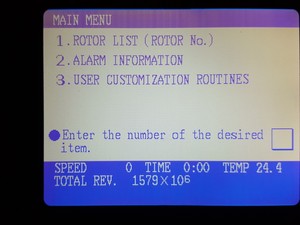 MAIN MENU
1.ROTOR LIST (ROTOR No.)
2.ALARM INFORMATION
3.USER CUSTOMIZATION ROUTINES
●Enter the number of the desired
item.
SPEED 0 TIME 0:00 TEMP 24.4
TOTAL REV. 1579×10⁶